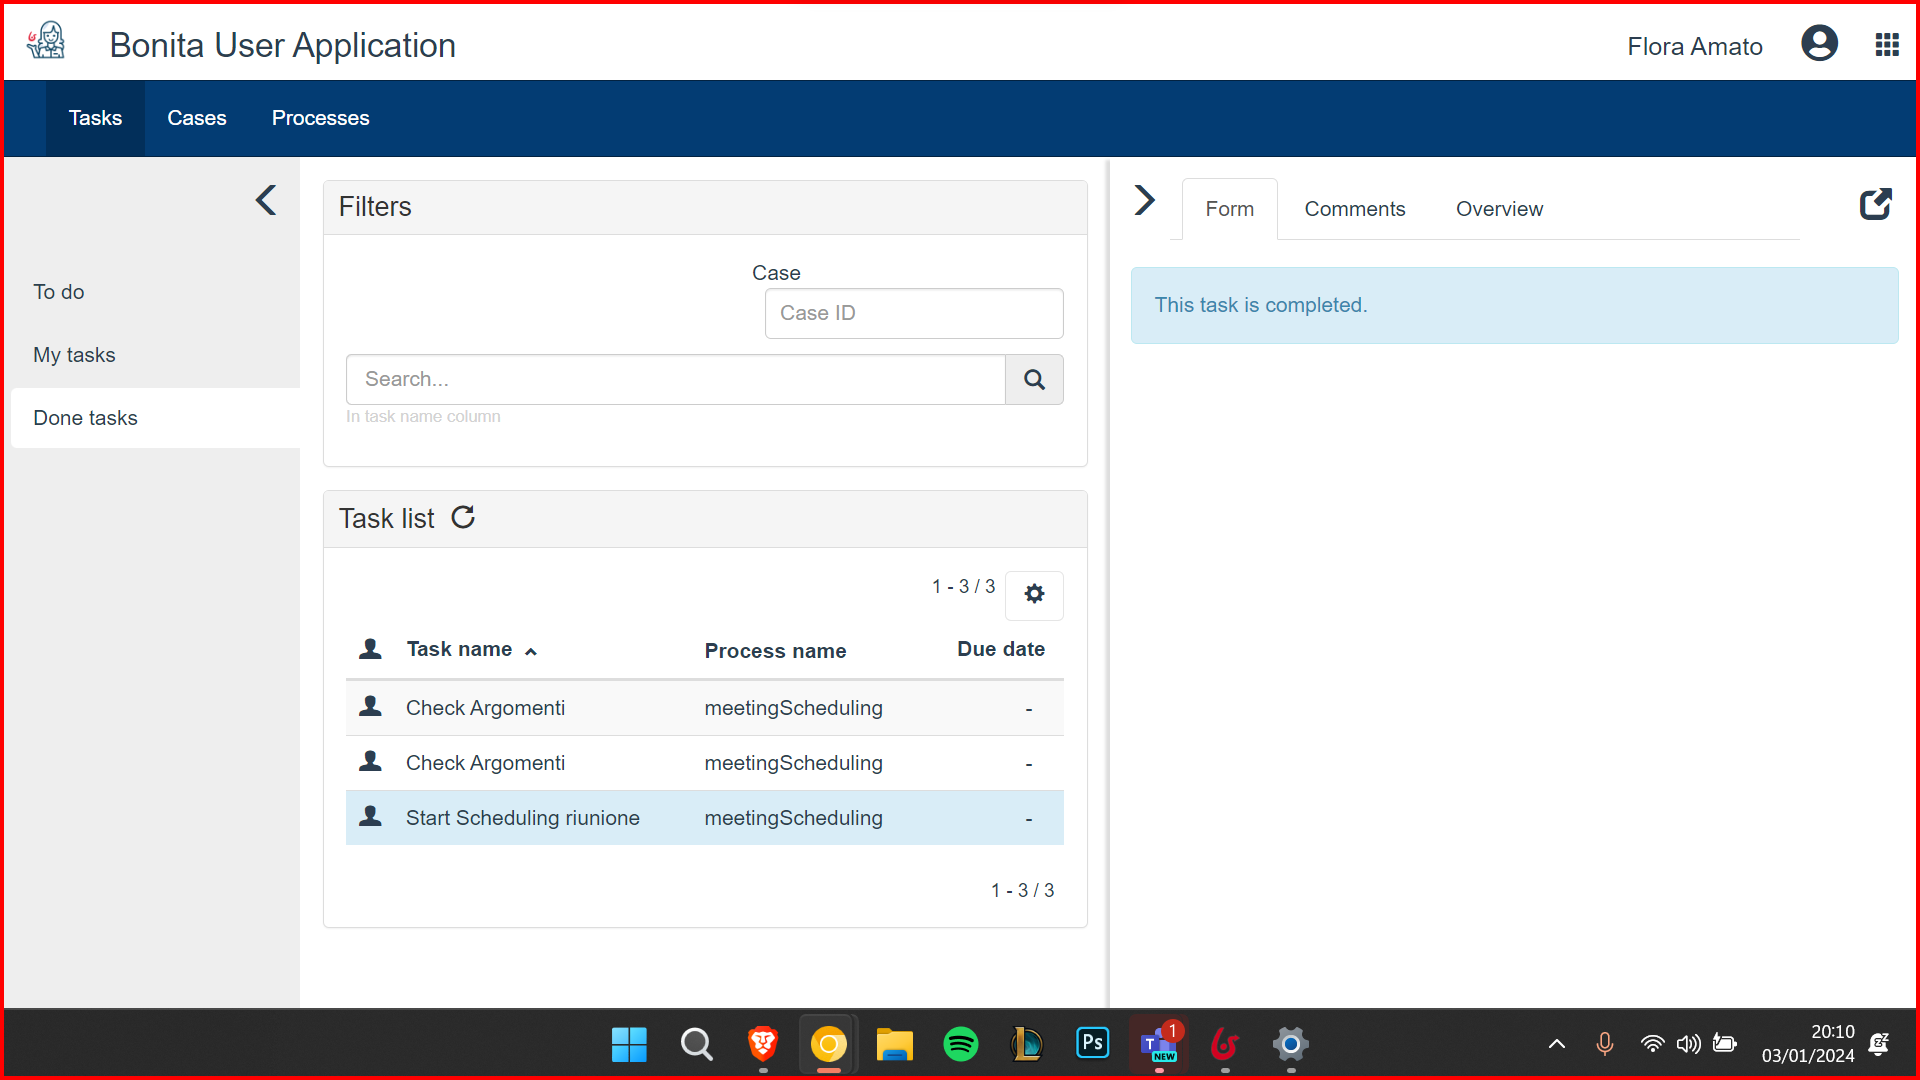 Bonita User Application
Flora Amato
Tasks Cases Processes
To do
My tasks
Done tasks
Filters
Case
Case ID
Search...
In task name column
Task list
1 - 3 / 3
Task name Process name Due date
Check Argomenti meetingScheduling -
Check Argomenti meetingScheduling -
Start Scheduling riunione meetingScheduling -
1 - 3 / 3
Form Comments Overview
This task is completed.
Ps
T
1
NEW
20:10
03/01/2024